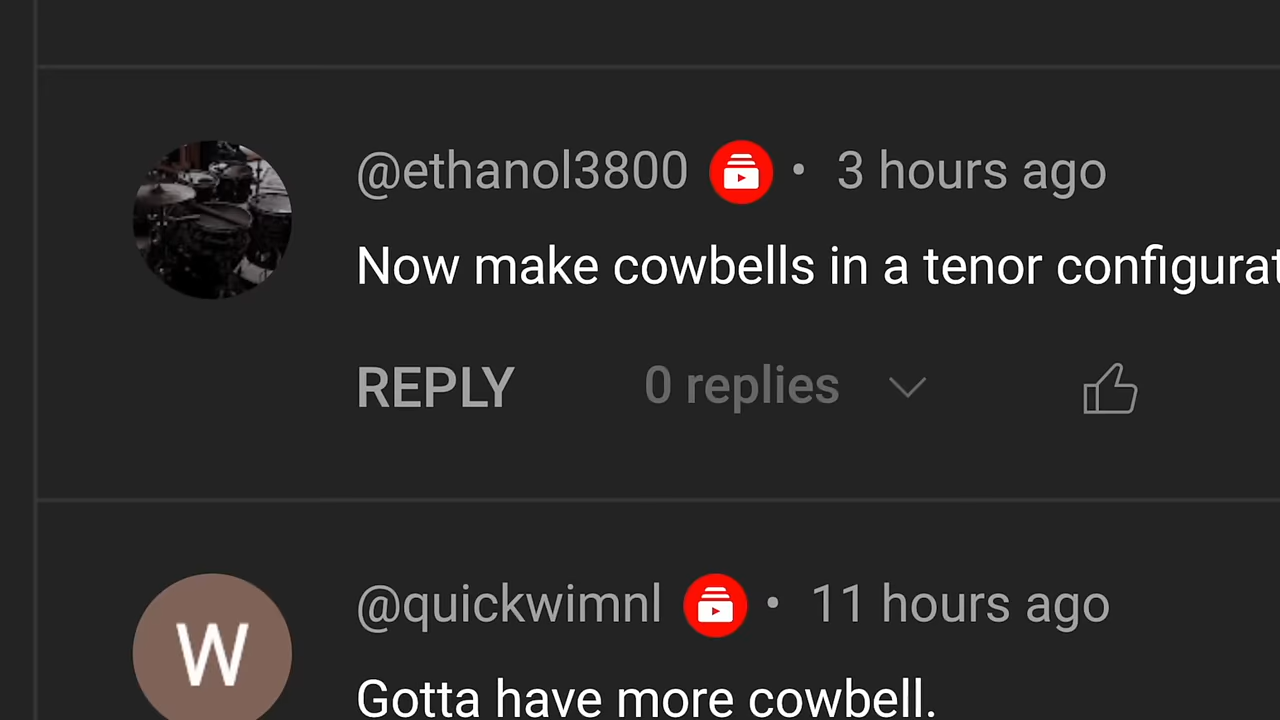 @ethanol3800 • 3 hours ago
Now make cowbells in a tenor
REPLY 0 replies
W
@quickwimnl • 11 hours ago
Gotta have more cowbell.